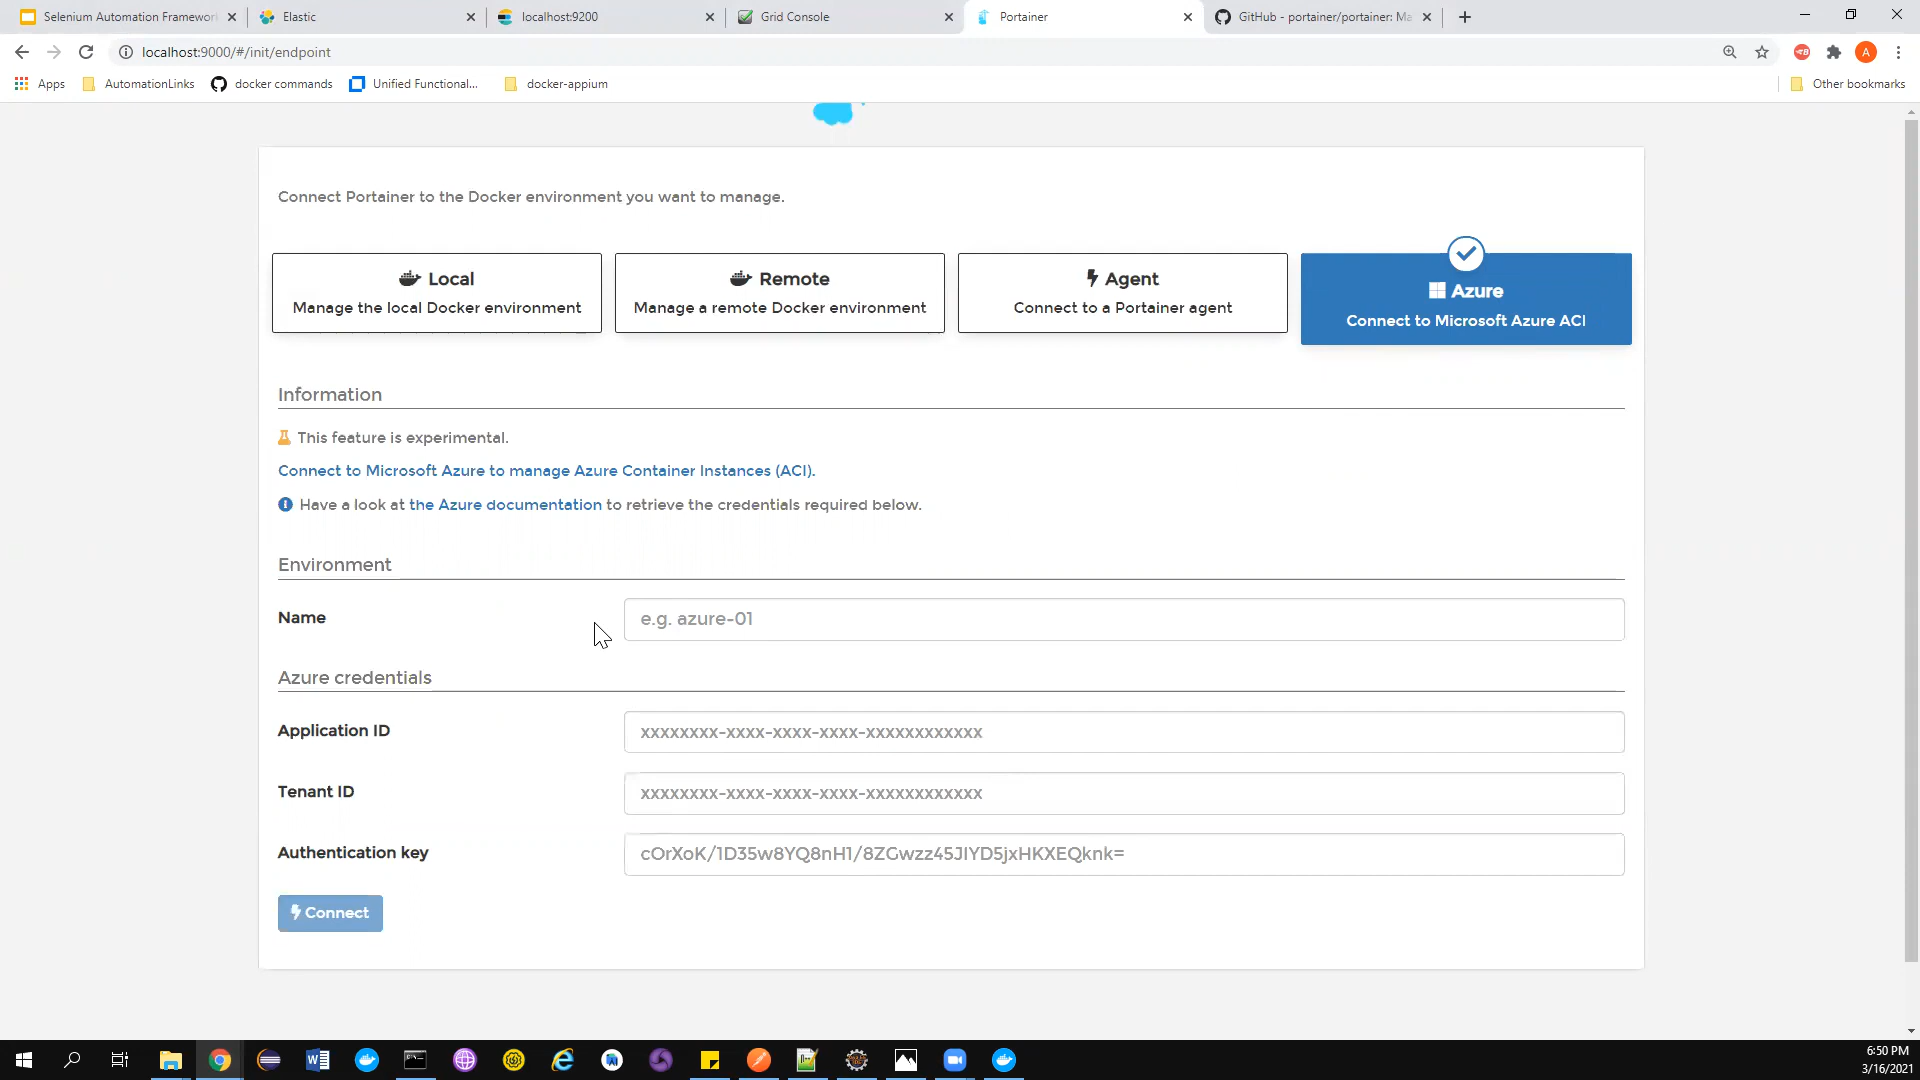 Selenium Automation Framework
Elastic
localhost:9200
Grid Console
Portainer
GitHub - portainer/portainer: Ma
localhost:9000/#/init/endpoint
Apps
AutomationLinks
docker commands
Unified Functional...
docker-appium
Other bookmarks
A
Connect Portainer to the Docker environment you want to manage.
Local
Manage the local Docker environment
Remote
Manage a remote Docker environment
Agent
Connect to a Portainer agent
Azure
Connect to Microsoft Azure ACI
Information
This feature is experimental.
Connect to Microsoft Azure to manage Azure Container Instances (ACI).
Have a look at the Azure documentation to retrieve the credentials required below.
Environment
Name
e.g. azure-01
Azure credentials
Application ID
xxxxxxxx-xxxx-xxxx-xxxx-xxxxxxxxxxxx
Tenant ID
xxxxxxxx-xxxx-xxxx-xxxx-xxxxxxxxxxxx
Authentication key
cOrXoK/1D35w8YQ8nH1/8ZGwzz45JIYD5jxHKXEQknk=
Connect
6:50 PM
3/16/2021